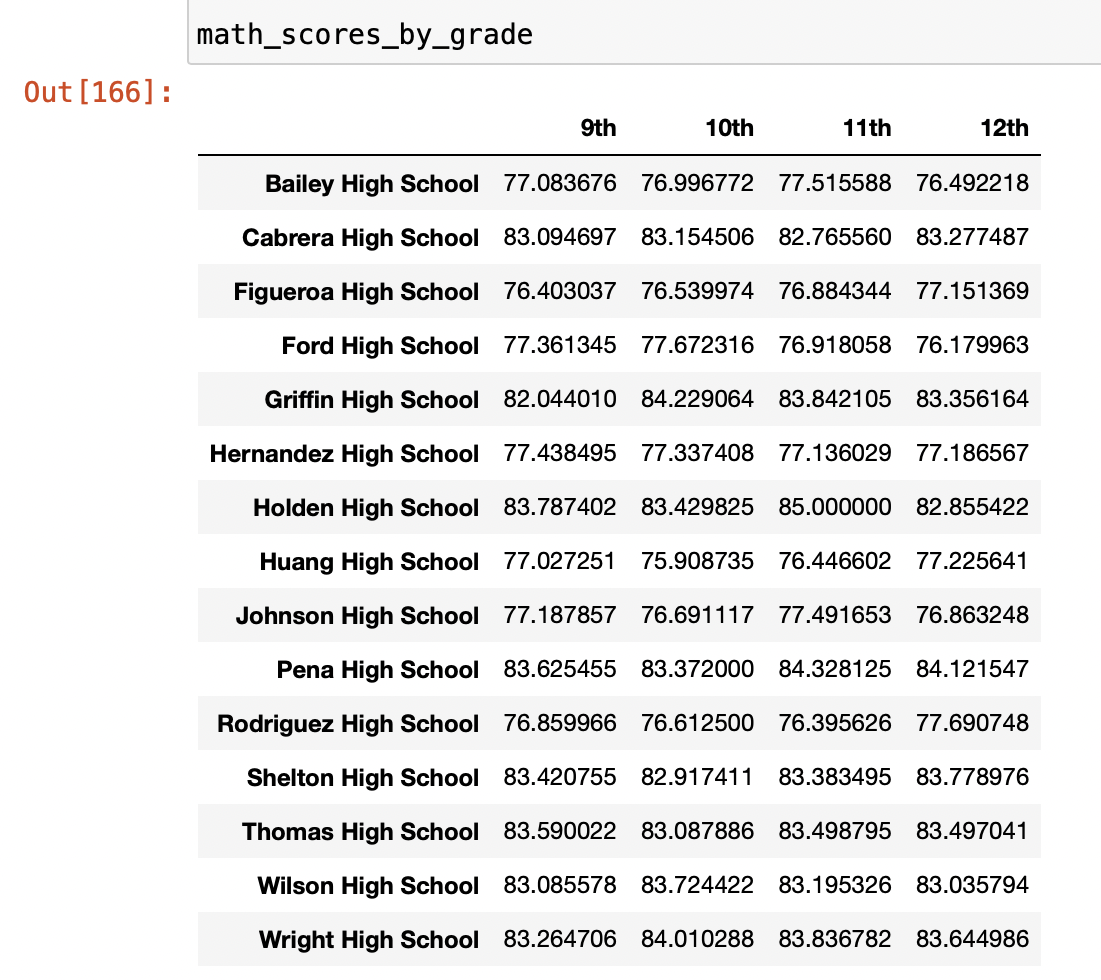 math_scores_by_grade
Out[166]:
9th 10th 11th 12th
Bailey High School 77.083676 76.996772 77.515588 76.492218
Cabrera High School 83.094697 83.154506 82.765560 83.277487
Figueroa High School 76.403037 76.539974 76.884344 77.151369
Ford High School 77.361345 77.672316 76.918058 76.179963
Griffin High School 82.044010 84.229064 83.842105 83.356164
Hernandez High School 77.438495 77.337408 77.136029 77.186567
Holden High School 83.787402 83.429825 85.000000 82.855422
Huang High School 77.027251 75.908735 76.446602 77.225641
Johnson High School 77.187857 76.691117 77.491653 76.863248
Pena High School 83.625455 83.372000 84.328125 84.121547
Rodriguez High School 76.859966 76.612500 76.395626 77.690748
Shelton High School 83.420755 82.917411 83.383495 83.778976
Thomas High School 83.590022 83.087886 83.498795 83.497041
Wilson High School 83.085578 83.724422 83.195326 83.035794
Wright High School 83.264706 84.010288 83.836782 83.644986